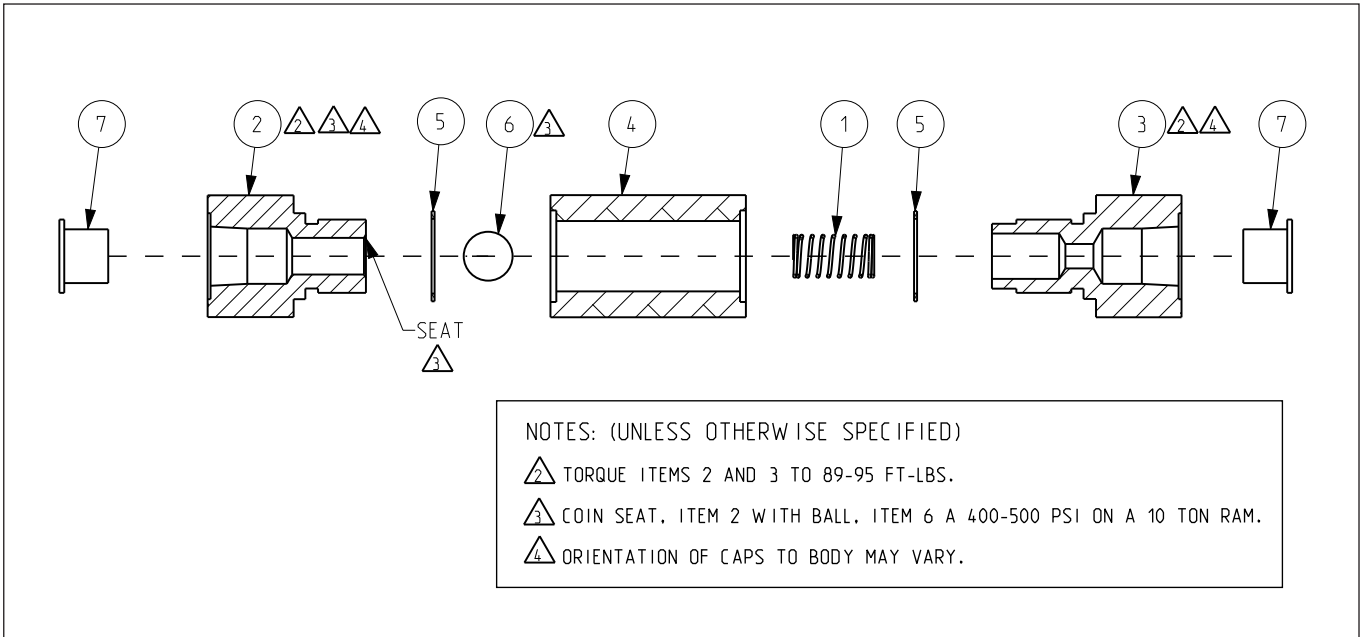 7
2 2 3 4
5
6 3
4
1
5
3 2 4
7
SEAT
3
NOTES: (UNLESS OTHERWISE SPECIFIED)
2 TORQUE ITEMS 2 AND 3 TO 89-95 FT-LBS.
3 COIN SEAT, ITEM 2 WITH BALL, ITEM 6 A 400-500 PSI ON A 10 TON RAM.
4 ORIENTATION OF CAPS TO BODY MAY VARY.